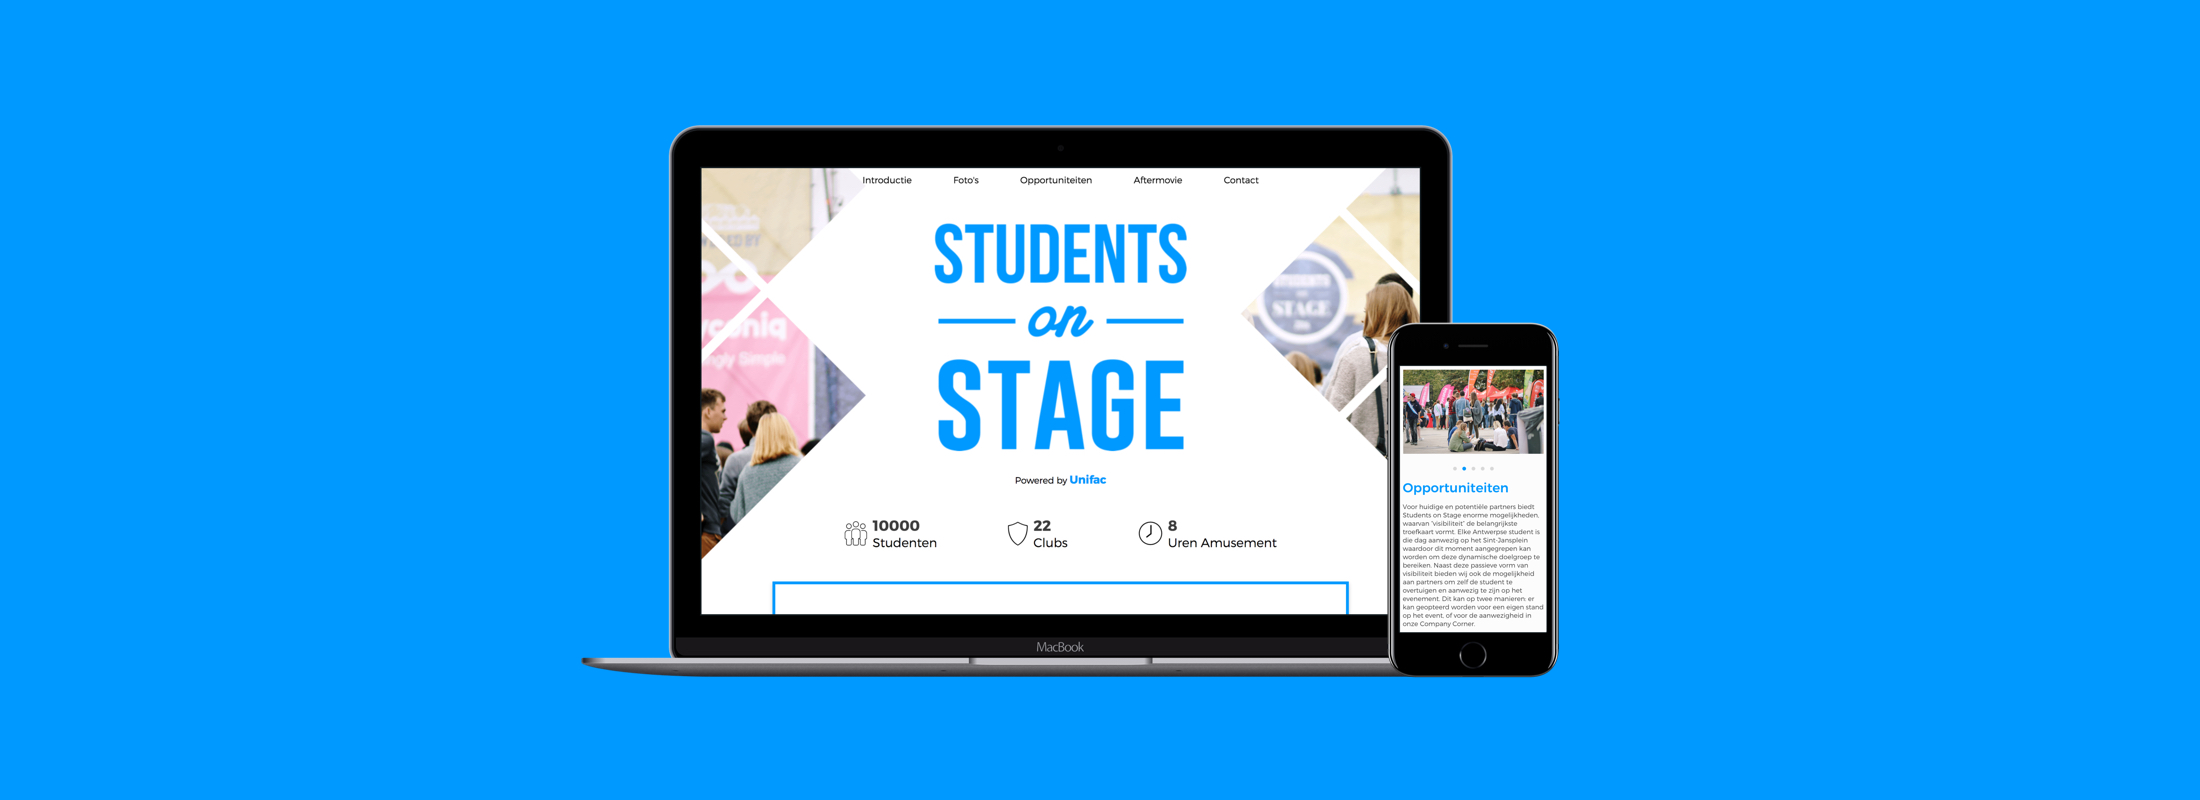 Introductie Foto's Opportuniteiten Aftermovie Contact
STUDENTS
on
STAGE
Powered by Unifac
10000
Studenten
22
Clubs
8
Uren Amusement
STUDENTS
STAGE
Simple
MacBook
Opportuniteiten
Voor huidige en potentiële partners biedt
Students on Stage enorme mogelijkheden,
waarvan "visibiliteit" de belangrijkste
troefkaart vormt. Elke Antwerpse student is
die dag aanwezig op het Sint-Jansplein
waardoor dit moment aangegrepen kan
worden om deze dynamische doelgroep te
bereiken. Naast deze passieve vorm van
visibiliteit bieden wij ook de mogelijkheid
aan partners om zelf de student te
overtuigen en aanwezig te zijn op het
evenement. Dit kan op twee manieren: er
kan geopteerd worden voor een eigen stand
op het event, of voor de aanwezigheid in
onze Company Corner.